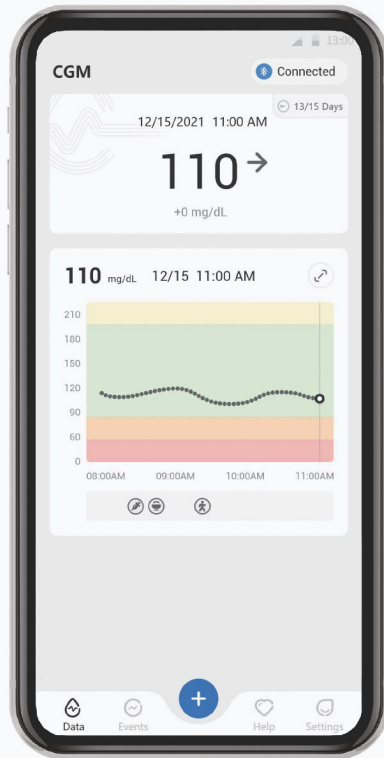 13:00
CGM
Connected
13/15 Days
12/15/2021 11:00 AM
110
+0 mg/dL
110 mg/dL 12/15 11:00 AM
210
180
150
120
90
60
0
08:00AM 09:00AM 10:00AM 11:00AM
Data Events Help Settings